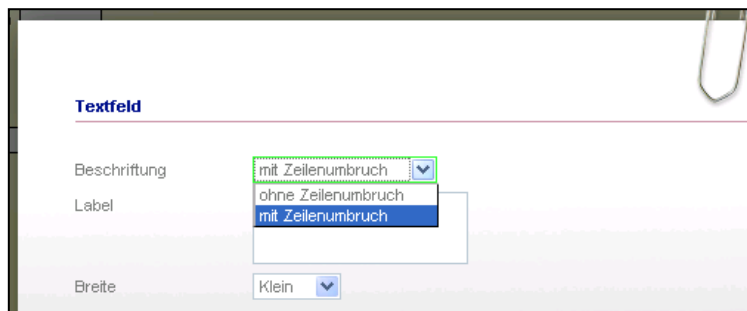 Textfeld
Beschriftung mit Zeilenumbruch
ohne Zeilenumbruch
Label mit Zeilenumbruch
Breite Klein